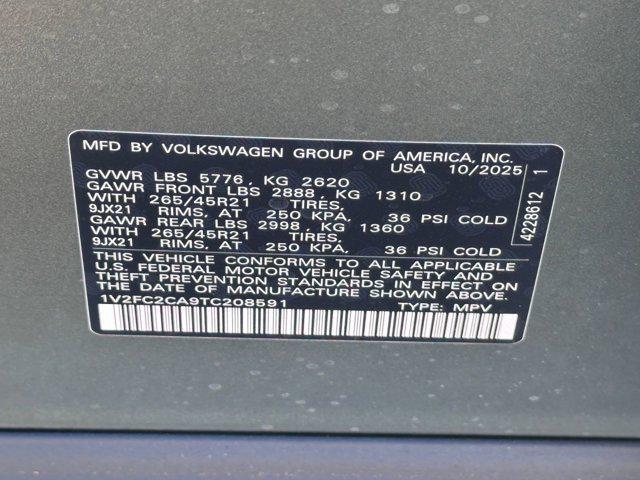 MFD BY VOLKSWAGEN GROUP OF AMERICA, INC.
USA 10/2025
GVWR LBS 5776, KG 2620
GAWR FRONT LBS 2888, KG 1310
WITH 265/45R21 TIRES,
9JX21 RIMS, AT 250 KPA, 36 PSI COLD
GAWR REAR LBS 2998, KG 1360
WITH 265/45R21 TIRES,
9JX21 RIMS, AT 250 KPA, 36 PSI COLD
THIS VEHICLE CONFORMS TO ALL APPLICABLE
U.S. FEDERAL MOTOR VEHICLE SAFETY AND
THEFT PREVENTION STANDARDS IN EFFECT ON
THE DATE OF MANUFACTURE SHOWN ABOVE.
1V2FC2CA9TC208591 TYPE: MPV
4228612 1